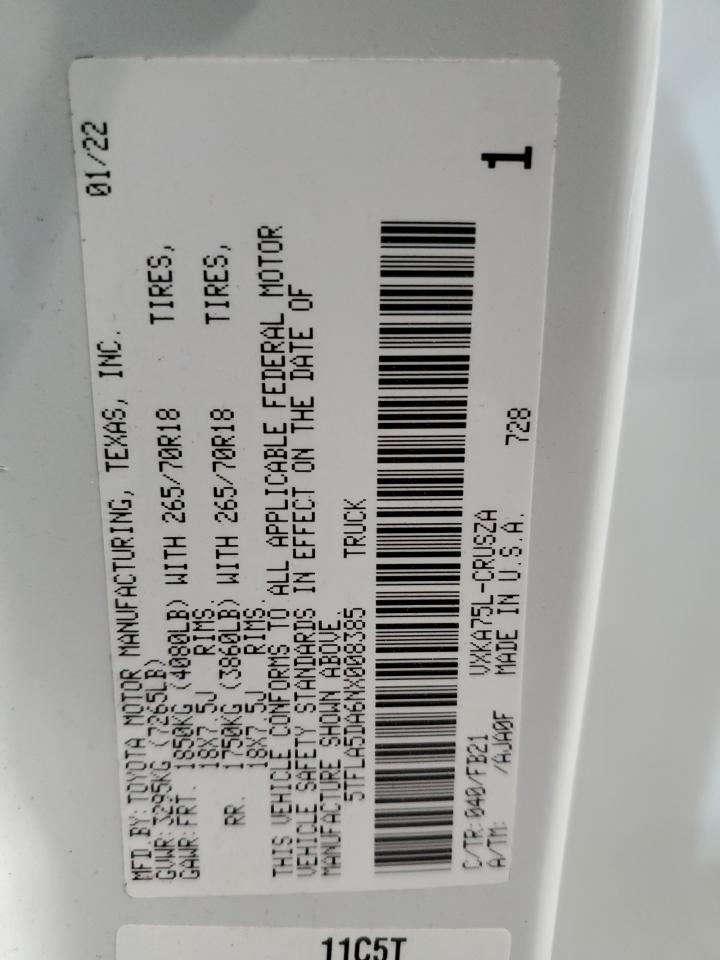 MFD.BY:TOYOTA MOTOR MANUFACTURING, TEXAS, INC. 01/22
GVWR:3295KG (7265LB)
GAWR:FRT. 1850KG (4080LB) WITH 265/70R18 TIRES,
18X7.5J RIMS.
RR. 1750KG (3860LB) WITH 265/70R18 TIRES,
18X7.5J RIMS.
THIS VEHICLE CONFORMS TO ALL APPLICABLE FEDERAL MOTOR
VEHICLE SAFETY STANDARDS IN EFFECT ON THE DATE OF
MANUFACTURE SHOWN ABOVE.
5TFLA5DA6NX008385 TRUCK
1
C/TR:040/FB21 VXKA75L-CRUSZA 728
A/TM: /AJA0F MADE IN U.S.A.
11C5T